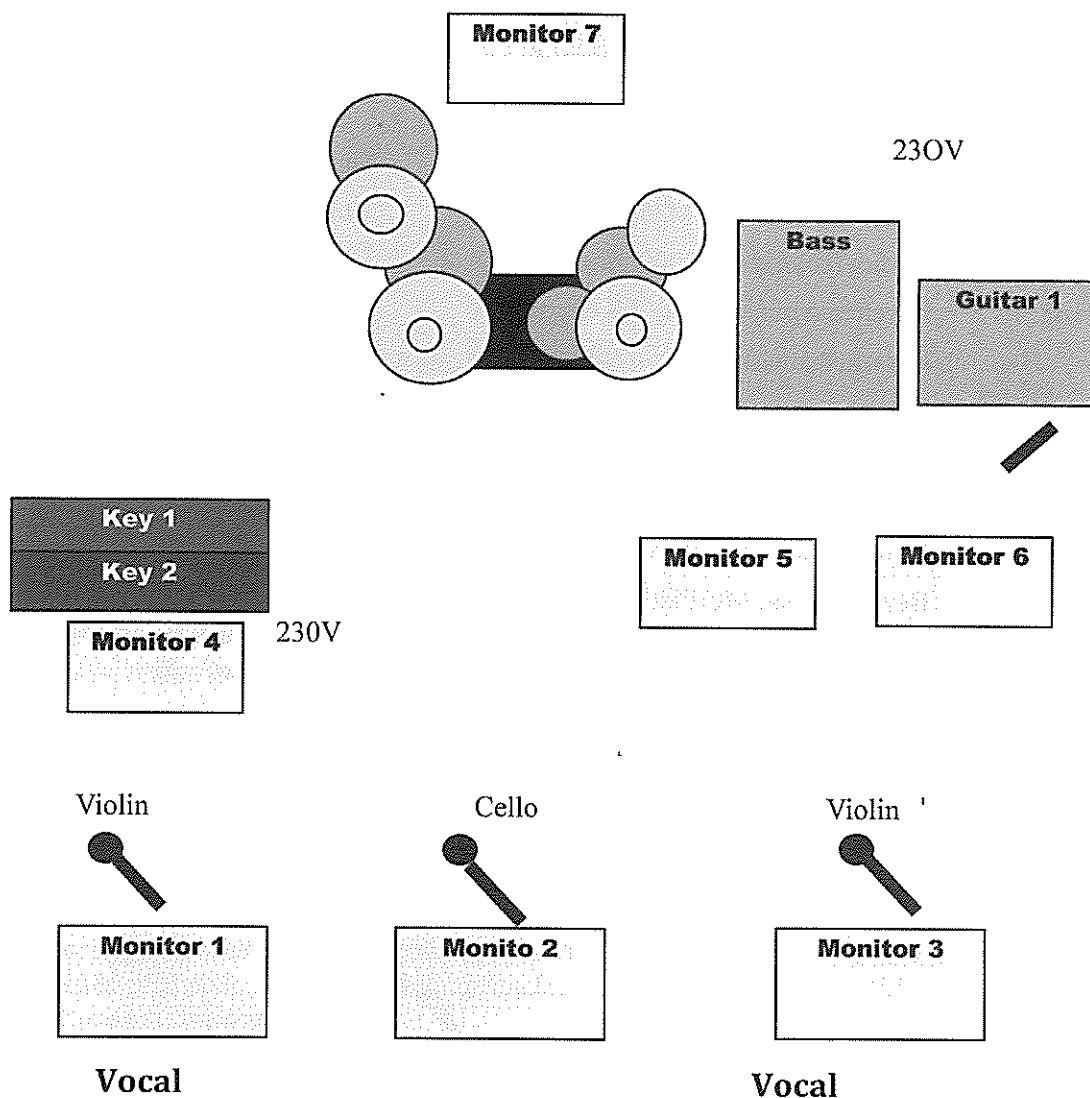 Monitor 7
23OV
Bass
Guitar 1
Key 1
Key 2
Monitor 5
Monitor 6
Monitor 4
230V
Violin
Cello
Violin
Monitor 1
Monito 2
Monitor 3
Vocal
Vocal